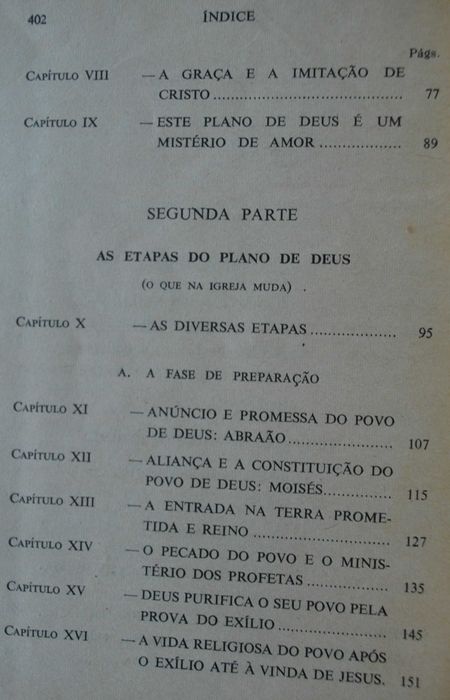 402 ÍNDICE
Págs.
CAPÍTULO VIII — A GRAÇA E A IMITAÇÃO DE
CRISTO ........................................ 77
CAPÍTULO IX — ESTE PLANO DE DEUS É UM
MISTÉRIO DE AMOR .................. 89
SEGUNDA PARTE
AS ETAPAS DO PLANO DE DEUS
(O QUE NA IGREJA MUDA) .
CAPÍTULO X — AS DIVERSAS ETAPAS ................... 95
A. A FASE DE PREPARAÇÃO
CAPÍTULO XI — ANÚNCIO E PROMESSA DO POVO
DE DEUS: ABRAÃO...................... 107
CAPÍTULO XII — ALIANÇA E A CONSTITUIÇÃO DO
POVO DE DEUS: MOISÉS............... 115
CAPÍTULO XIII — A ENTRADA NA TERRA PROME-
TIDA E REINO ............................. 127
CAPÍTULO XIV — O PECADO DO POVO E O MINIS-
TÉRIO DOS PROFETAS ................. 135
CAPÍTULO XV — DEUS PURIFICA O SEU POVO PELA
PROVA DO EXÍLIO ....................... 145
CAPÍTULO XVI — A VIDA RELIGIOSA DO POVO APÓS
O EXÍLIO ATÉ À VINDA DE JESUS. 151